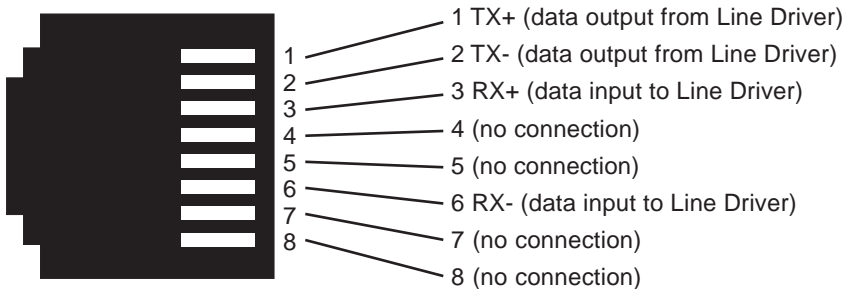 1 1 TX+ (data output from Line Driver)
2 2 TX- (data output from Line Driver)
3 3 RX+ (data input to Line Driver)
4 4 (no connection)
5 5 (no connection)
6 6 RX- (data input to Line Driver)
7 7 (no connection)
8 8 (no connection)